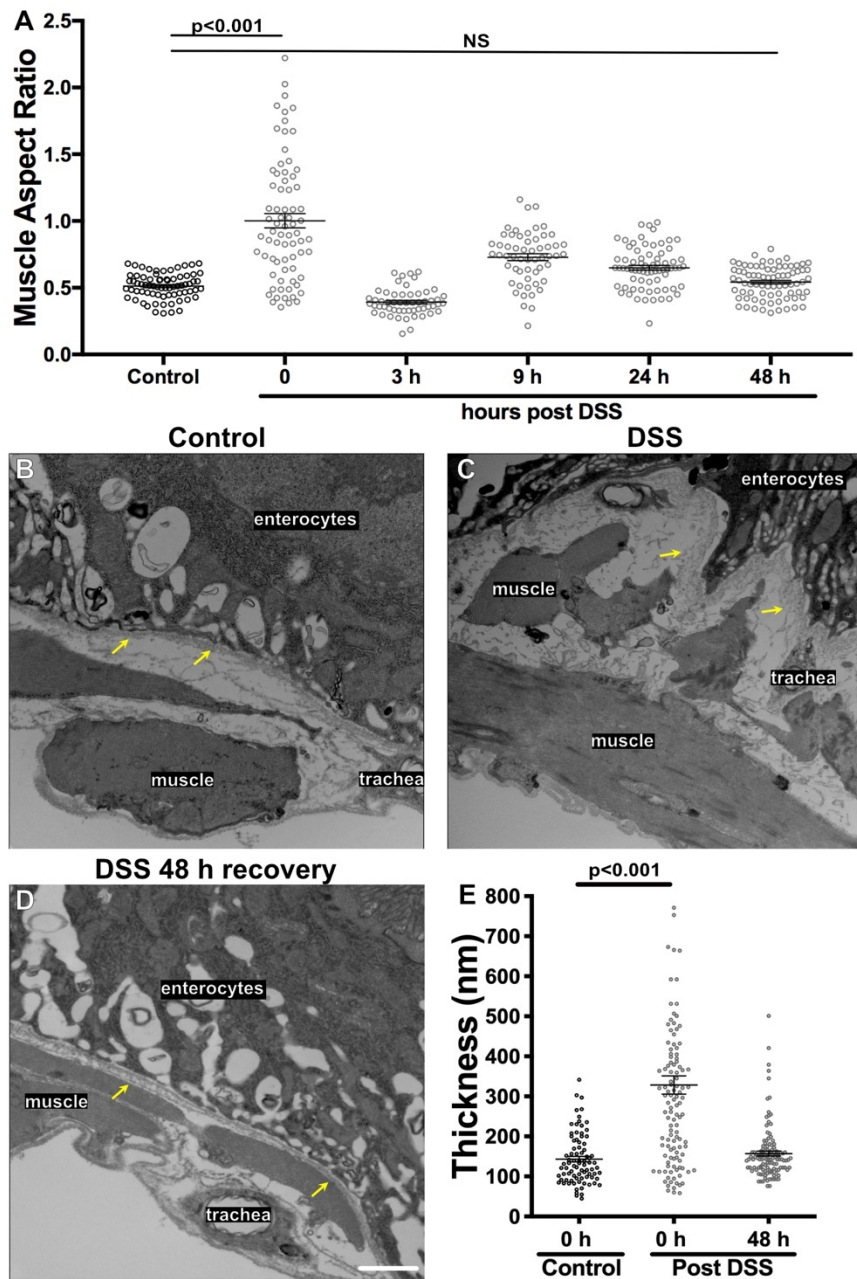 A
Muscle Aspect Ratio
2.5
2.0
1.5
1.0
0.5
0.0
p<0.001
NS
Control
0
3 h
9 h
24 h
48 h
hours post DSS
Control
B
enterocytes
muscle
trachea
DSS
C
enterocytes
muscle
trachea
muscle
DSS 48 h recovery
D
enterocytes
muscle
trachea
E
p<0.001
Thickness (nm)
800
700
600
500
400
300
200
100
0
0 h
0 h
48 h
Control
Post DSS